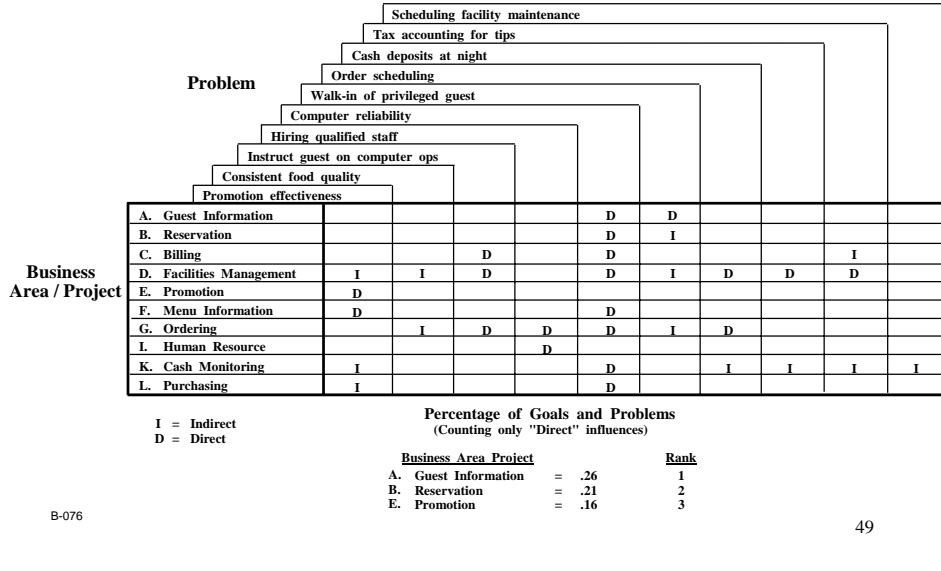 Scheduling facility maintenance
Tax accounting for tips
Cash deposits at night
Order scheduling
Problem
Walk-in of privileged guest
Computer reliability
Hiring qualified staff
Instruct guest on computer ops
Consistent food quality
Promotion effectiveness
A. Guest Information D D
B. Reservation D I
C. Billing D D I
Business Area / Project
D. Facilities Management I I D D I D D D
E. Promotion D
F. Menu Information D D
G. Ordering I D D D I D
I. Human Resource D
K. Cash Monitoring I D I I I I
L. Purchasing I D
I = Indirect
D = Direct
Percentage of Goals and Problems
(Counting only "Direct" influences)
Business Area Project Rank
A. Guest Information = .26 1
B. Reservation = .21 2
E. Promotion = .16 3
B-076
49